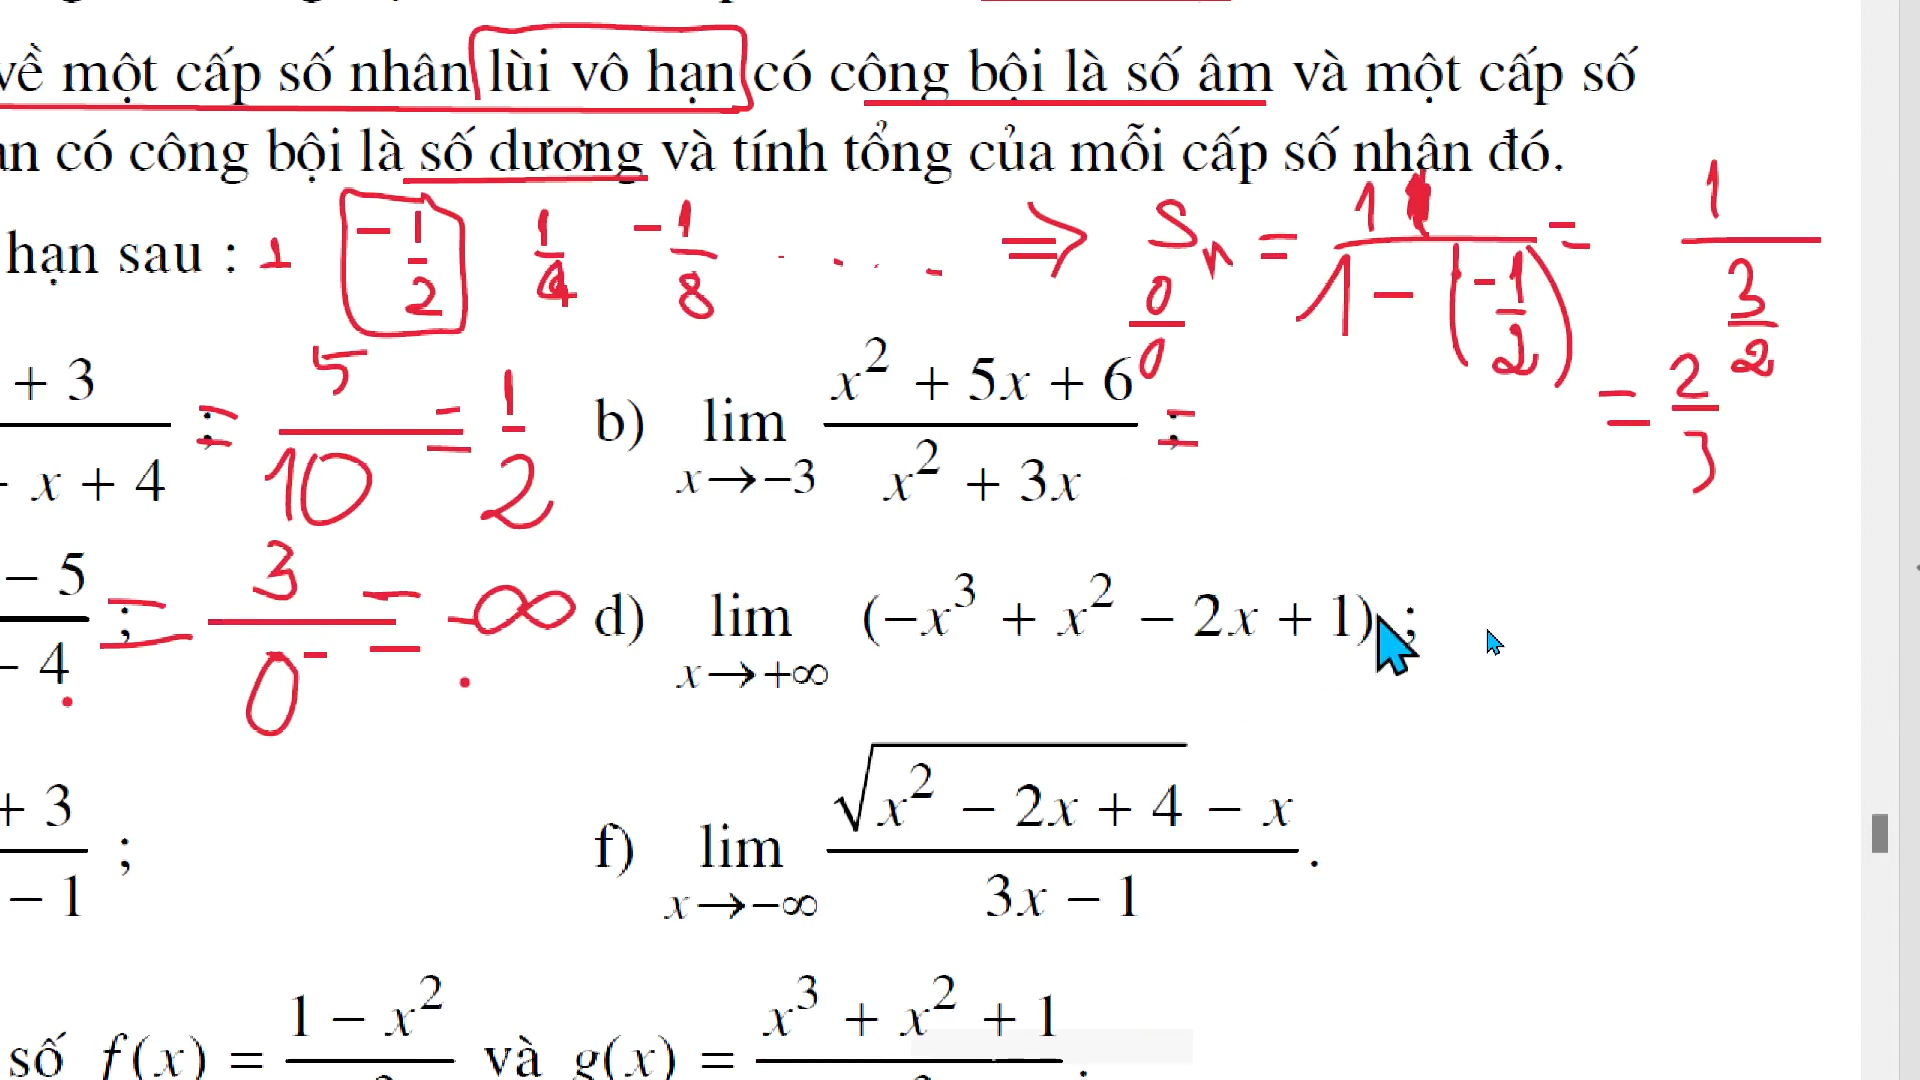 về một cấp số nhân lùi vô hạn có công bội là số âm và một cấp số
có công bội là số dương và tính tổng của mỗi cấp số nhân đó.
hạn sau : 1 -1/2 1/4 -1/8 .... ⇒ Sn = 1/(1 - (-1/2)) = 1/(3/2)
= 2/3
+ 3 / x + 4 ; = 5/10 = 1/2 b) lim x→−3 (x² + 5x + 6)/(x² + 3x) ; = 0/0
− 5 / − 4 ; = 3/0⁻ = -∞ d) lim x→+∞ (−x³ + x² − 2x + 1) ;
+ 3 / − 1 ; f) lim x→−∞ (√(x² − 2x + 4) − x)/(3x − 1) .
số f(x) = 1 − x² và g(x) = x³ + x² + 1 .